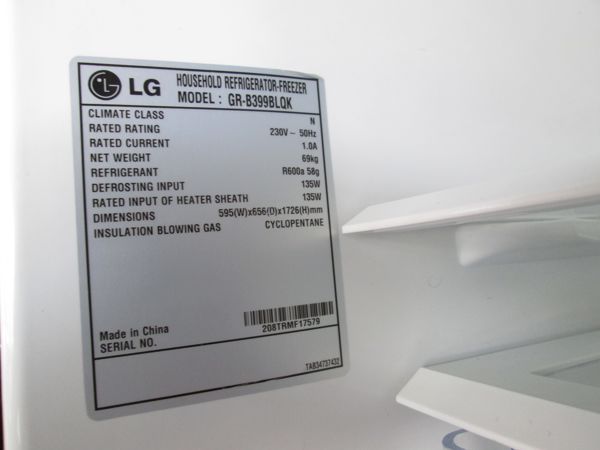 LG HOUSEHOLD REFRIGERATOR-FREEZER
MODEL : GR-B399BLQK
CLIMATE CLASS N
RATED RATING 230V~ 50Hz
RATED CURRENT 1.0A
NET WEIGHT 69kg
REFRIGERANT R600a 58g
DEFROSTING INPUT 135W
RATED INPUT OF HEATER SHEATH 135W
DIMENSIONS 595(W)x656(D)x1726(H)mm
INSULATION BLOWING GAS CYCLOPENTANE
Made in China
SERIAL NO. 208TRMF17579
TAB34737432